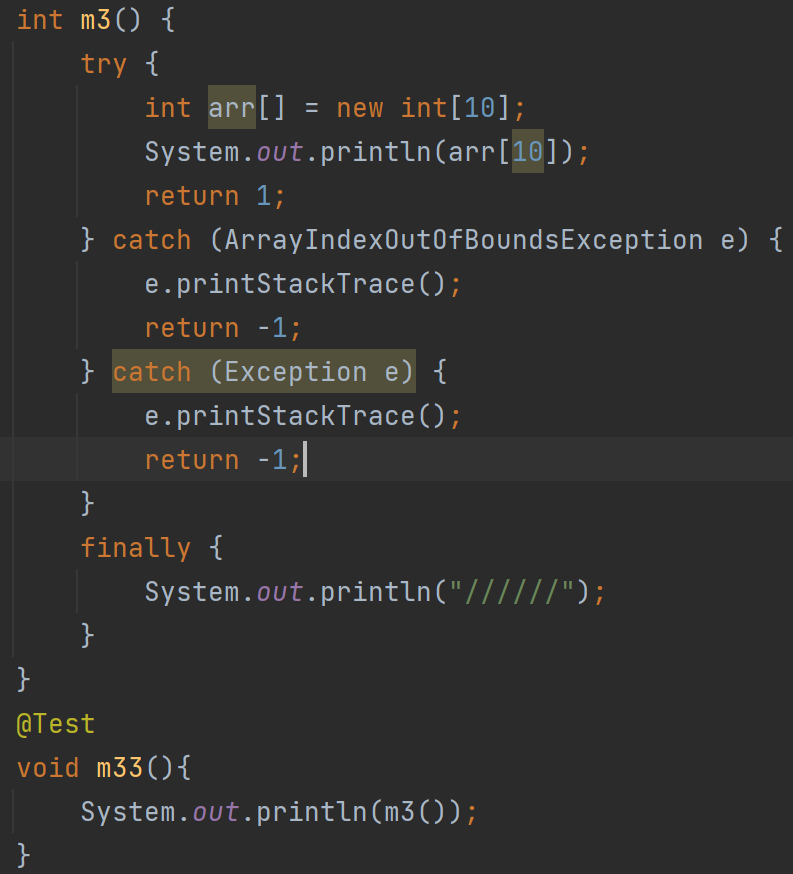 int m3() {
    try {
        int arr[] = new int[10];
        System.out.println(arr[10]);
        return 1;
    } catch (ArrayIndexOutOfBoundsException e) {
        e.printStackTrace();
        return -1;
    } catch (Exception e) {
        e.printStackTrace();
        return -1;
    }
    finally {
        System.out.println("//////");
    }
}
@Test
void m33(){
    System.out.println(m3());
}